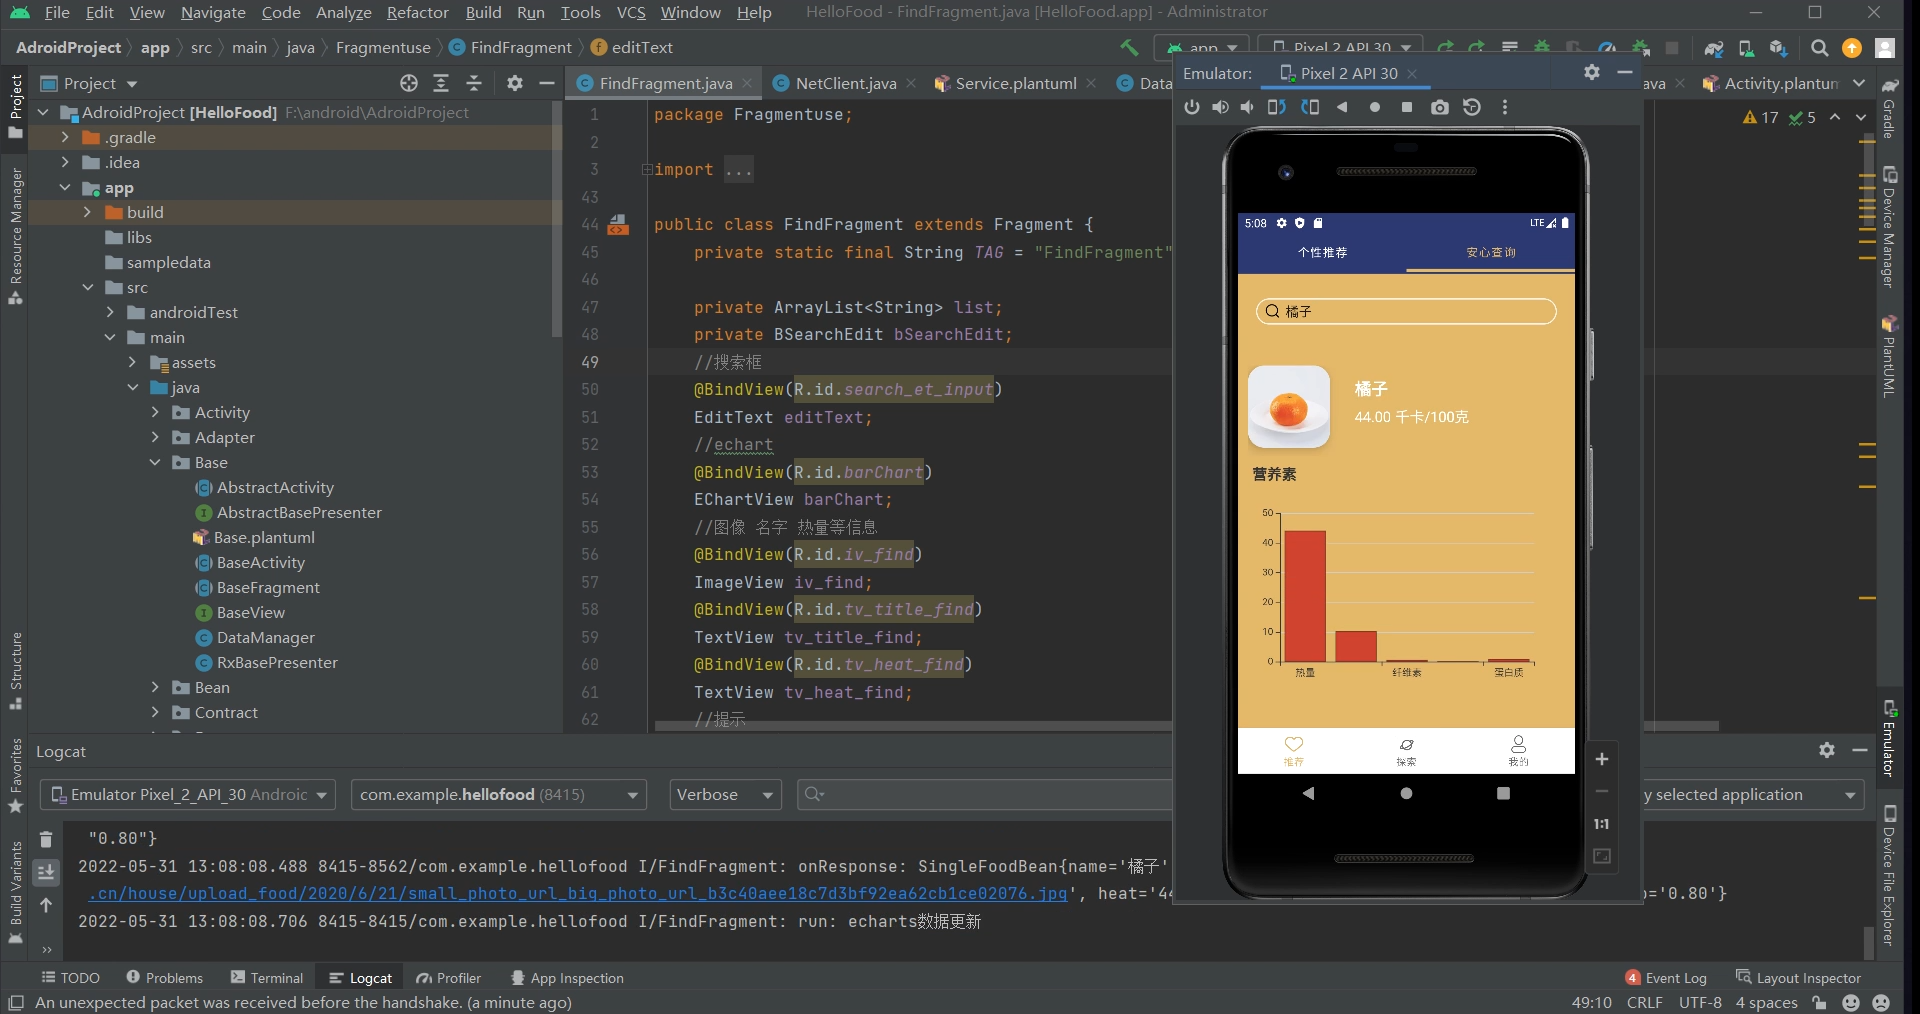 File Edit View Navigate Code Analyze Refactor Build Run Tools VCS Window Help HelloFood - FindFragment.java [HelloFood.app] - Administrator
AdroidProject app src main java Fragmentuse FindFragment editText app Pixel 2 API 30
Project FindFragment.java NetClient.java Service.plantuml Data ava Activity.plantum
AdroidProject [HelloFood] F:\android\AdroidProject
.gradle
.idea
app
build
libs
sampledata
src
androidTest
main
assets
java
Activity
Adapter
Base
AbstractActivity
AbstractBasePresenter
Base.plantuml
BaseActivity
BaseFragment
BaseView
DataManager
RxBasePresenter
Bean
Contract
Project
Resource Manager
Structure
Favorites
Build Variants
17 5
1 package Fragmentuse;
2
3 import ...
43
44 public class FindFragment extends Fragment {
45 private static final String TAG = "FindFragment"
46
47 private ArrayList<String> list;
48 private BSearchEdit bSearchEdit;
49 //搜索框
50 @BindView(R.id.search_et_input)
51 EditText editText;
52 //echart
53 @BindView(R.id.barChart)
54 EChartView barChart;
55 //图像 名字 热量等信息
56 @BindView(R.id.iv_find)
57 ImageView iv_find;
58 @BindView(R.id.tv_title_find)
59 TextView tv_title_find;
60 @BindView(R.id.tv_heat_find)
61 TextView tv_heat_find;
62 //提示
Emulator: Pixel 2 API 30
5:08 LTE
个性推荐 安心查询
橘子
橘子
44.00 千卡/100克
营养素
50
40
30
20
10
0
热量 纤维素 蛋白质
推荐 探索 我的
1:1
Gradle
Device Manager
PlantUML
Emulator
Device File Explorer
Logcat
Emulator Pixel_2_API_30 Androic com.example.hellofood (8415) Verbose y selected application
"0.80"}
2022-05-31 13:08:08.488 8415-8562/com.example.hellofood I/FindFragment: onResponse: SingleFoodBean{name='橘子'
.cn/house/upload_food/2020/6/21/small_photo_url_big_photo_url_b3c40aee18c7d3bf92ea62cb1ce02076.jpg', heat='44 o='0.80'}
2022-05-31 13:08:08.706 8415-8415/com.example.hellofood I/FindFragment: run: echarts数据更新
TODO Problems Terminal Logcat Profiler App Inspection 4 Event Log Layout Inspector
An unexpected packet was received before the handshake. (a minute ago) 49:10 CRLF UTF-8 4 spaces